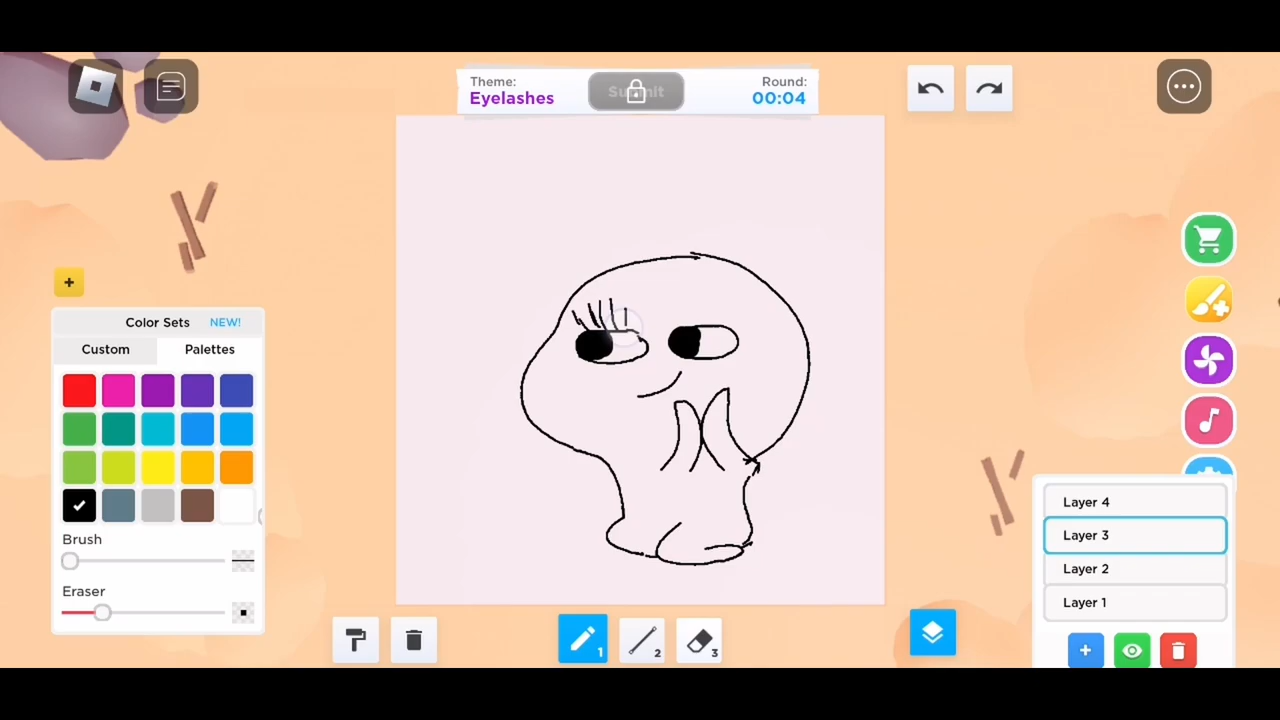 Theme:
Eyelashes
Submit
Round:
00:04
+
Color Sets NEW!
Custom
Palettes
Brush
Eraser
Layer 4
Layer 3
Layer 2
Layer 1
1
2
3
+